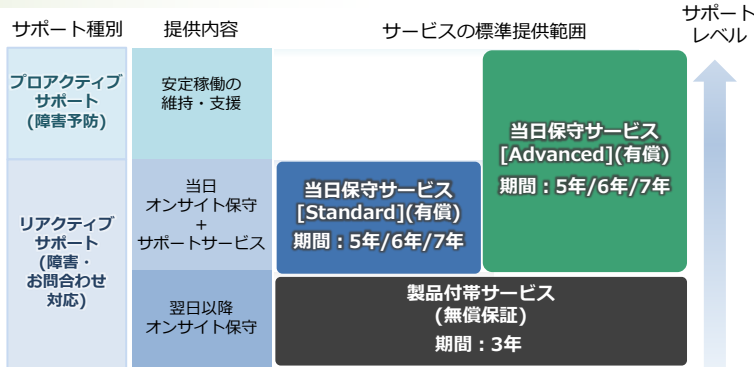 サポート種別
提供内容
サービスの標準提供範囲
サポート
レベル
プロアクティブ
サポート
(障害予防)
安定稼働の
維持・支援
当日保守サービス
[Advanced](有償)
期間：5年/6年/7年
リアクティブ
サポート
(障害・
お問合わせ
対応)
当日
オンサイト保守
+
サポートサービス
当日保守サービス
[Standard](有償)
期間：5年/6年/7年
翌日以降
オンサイト保守
製品付帯サービス
(無償保証)
期間：3年